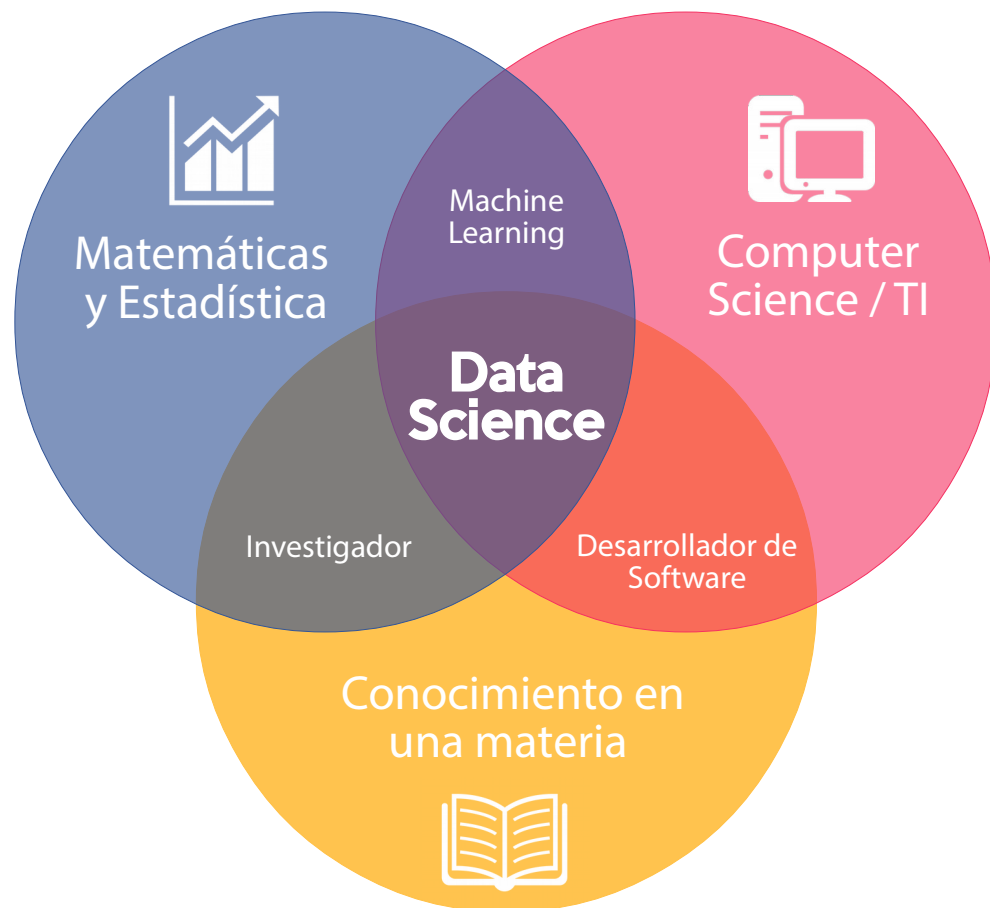 Machine
Learning
Matemáticas
y Estadística
Computer
Science / TI
Data
Science
Investigador
Desarrollador de
Software
Conocimiento en
una materia